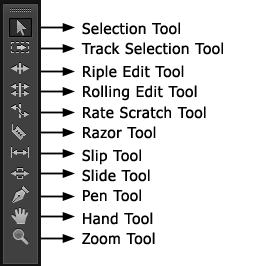 Selection Tool
Track Selection Tool
Riple Edit Tool
Rolling Edit Tool
Rate Scratch Tool
Razor Tool
Slip Tool
Slide Tool
Pen Tool
Hand Tool
Zoom Tool